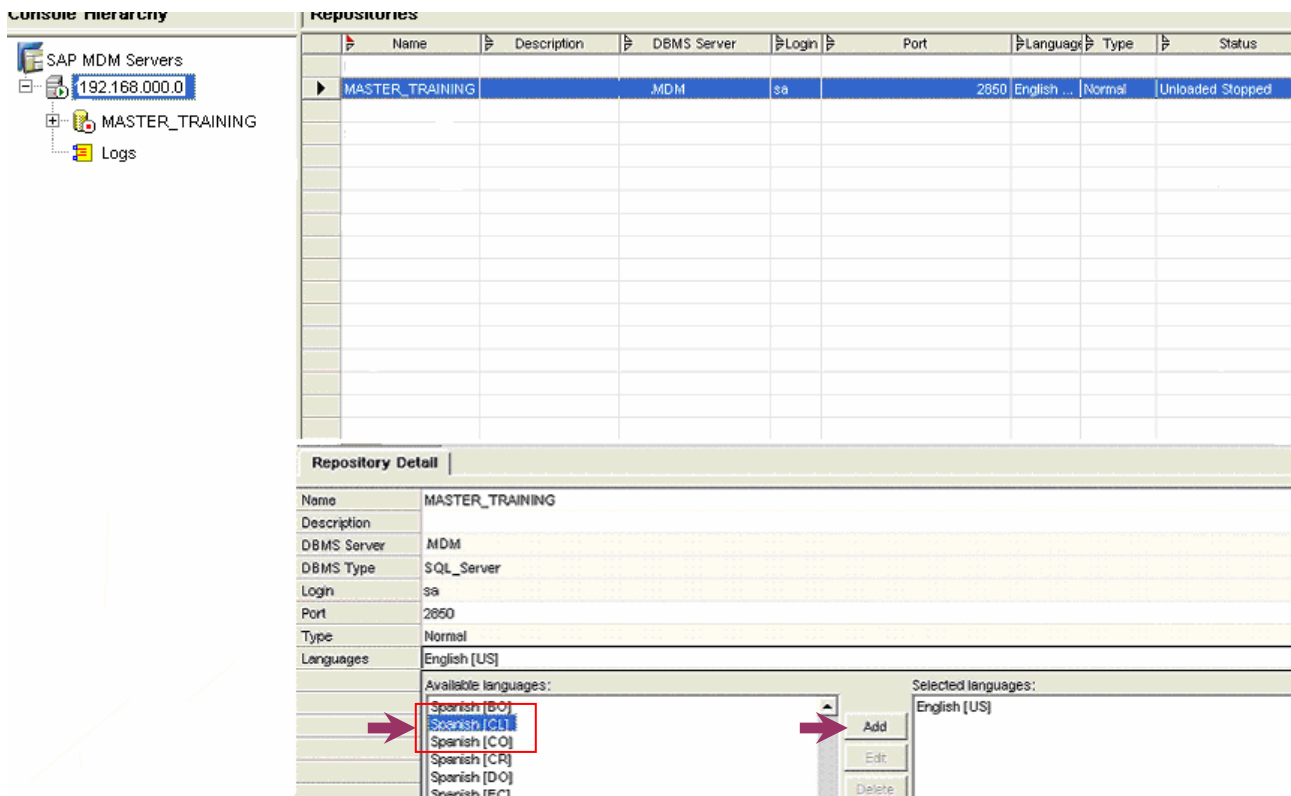 Console Hierarchy
SAP MDM Servers
192.168.000.0
MASTER_TRAINING
Logs
Repositories
Name Description DBMS Server Login Port Language Type Status
MASTER_TRAINING .MDM sa 2850 English ... Normal Unloaded Stopped
Repository Detail
Name MASTER_TRAINING
Description
DBMS Server .MDM
DBMS Type SQL_Server
Login sa
Port 2850
Type Normal
Languages English [US]
Available languages: Selected languages:
Spanish [BO] English [US]
Spanish [CL] Add
Spanish [CO]
Spanish [CR] Edit
Spanish [DO]
Spanish [EC] Delete